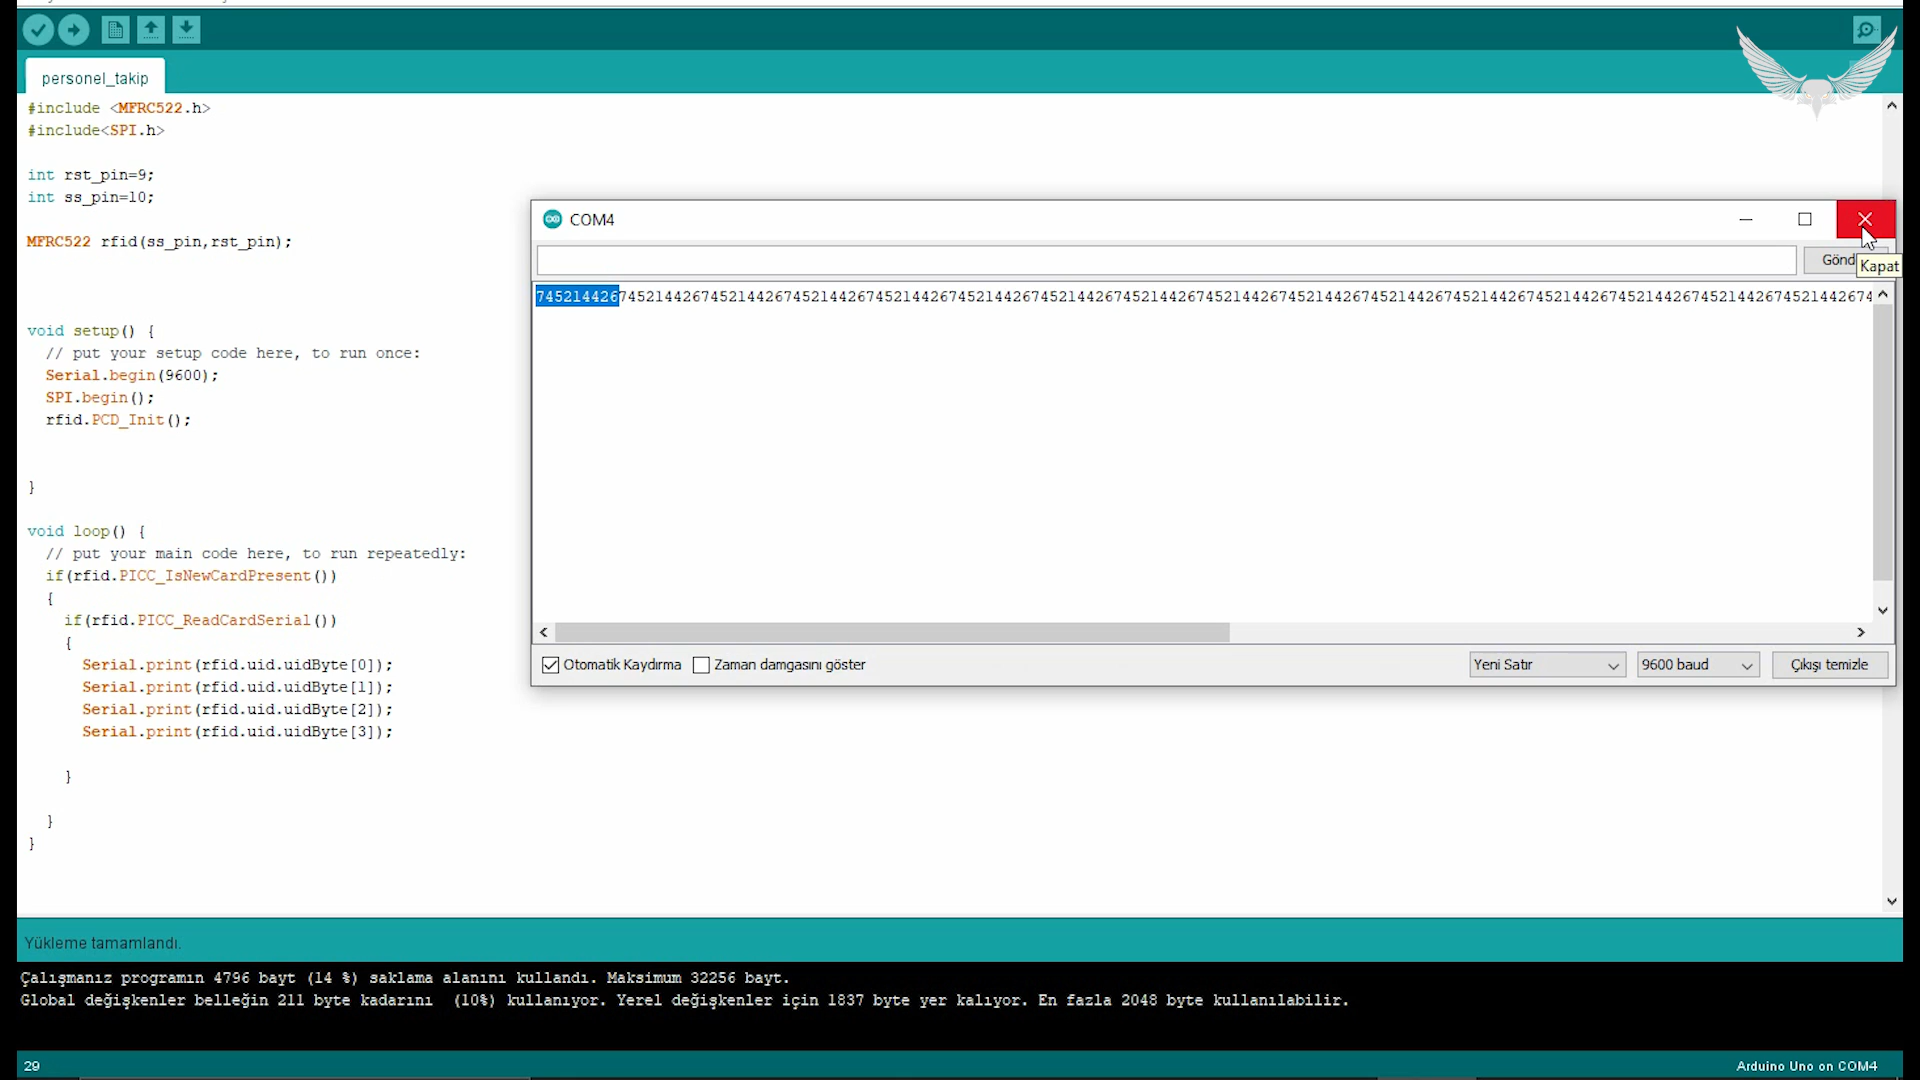 personel_takip
#include <MFRC522.h>
#include<SPI.h>
int rst_pin=9;
int ss_pin=10;
MFRC522 rfid(ss_pin,rst_pin);
void setup() {
// put your setup code here, to run once:
Serial.begin(9600);
SPI.begin();
rfid.PCD_Init();
}
void loop() {
// put your main code here, to run repeatedly:
if(rfid.PICC_IsNewCardPresent())
{
if(rfid.PICC_ReadCardSerial())
{
Serial.print(rfid.uid.uidByte[0]);
Serial.print(rfid.uid.uidByte[1]);
Serial.print(rfid.uid.uidByte[2]);
Serial.print(rfid.uid.uidByte[3]);
}
}
}
COM4
Kapat
74521442674521442674521442674521442674521442674521442674521442674521442674521442674521442674521442674521442674521442674521442674521442674521442674
Otomatik Kaydırma
Zaman damgasını göster
Yeni Satır
9600 baud
Çıkışı temizle
Yükleme tamamlandı.
Çalışmanız programın 4796 bayt (14 %) saklama alanını kullandı. Maksimum 32256 bayt.
Global değişkenler belleğin 211 byte kadarını (10%) kullanıyor. Yerel değişkenler için 1837 byte yer kalıyor. En fazla 2048 byte kullanılabilir.
29
Arduino Uno on COM4